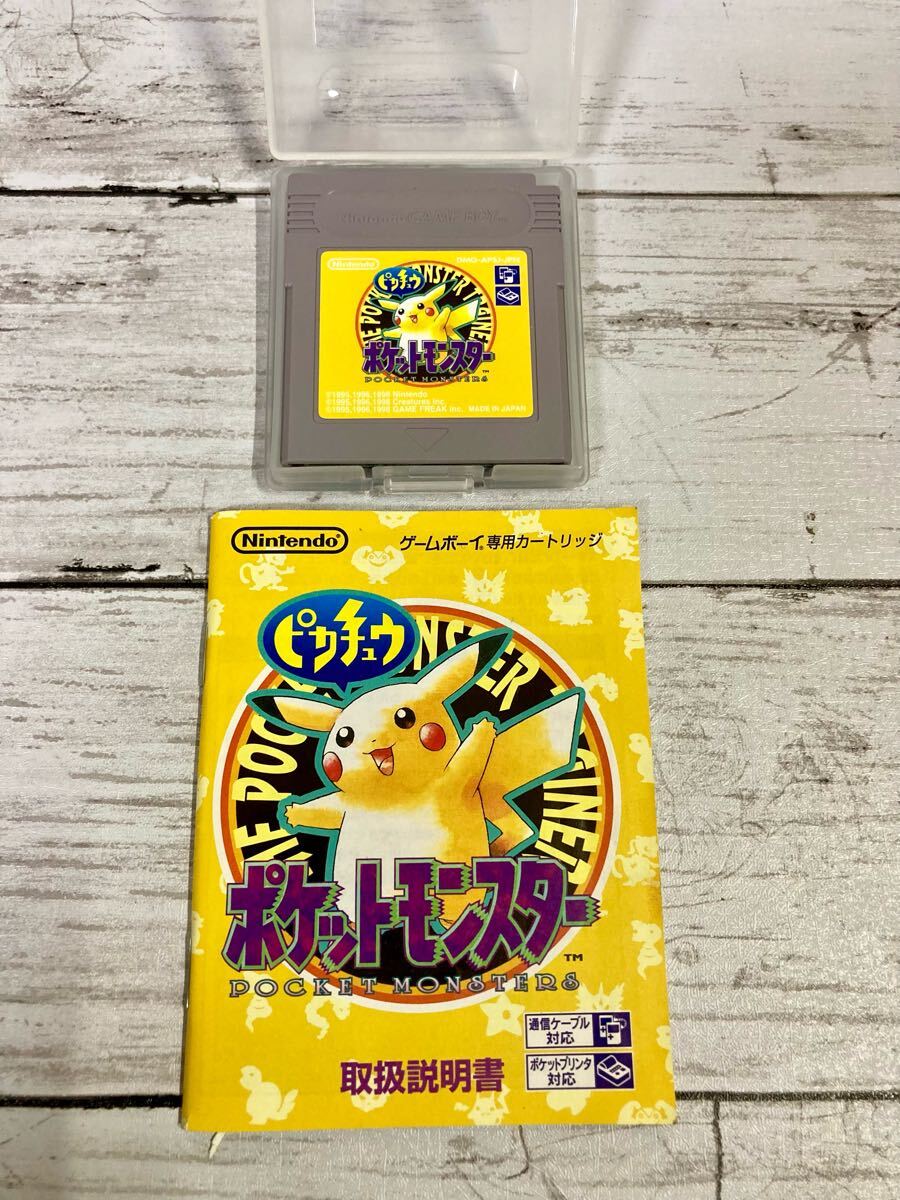 Nintendo GAME BOY
Nintendo
DMG-APSJ-JPN
ピカチュウ
ポケットモンスター
TM
POCKET MONSTERS
©1995,1996,1998 Nintendo
©1995,1996,1998 Creatures inc.
©1995,1996,1998 GAME FREAK inc. MADE IN JAPAN
Nintendo
ゲームボーイ専用カートリッジ
ピカチュウ
ポケットモンスター
TM
POCKET MONSTERS
通信ケーブル
対応
ポケットプリンタ
対応
取扱説明書